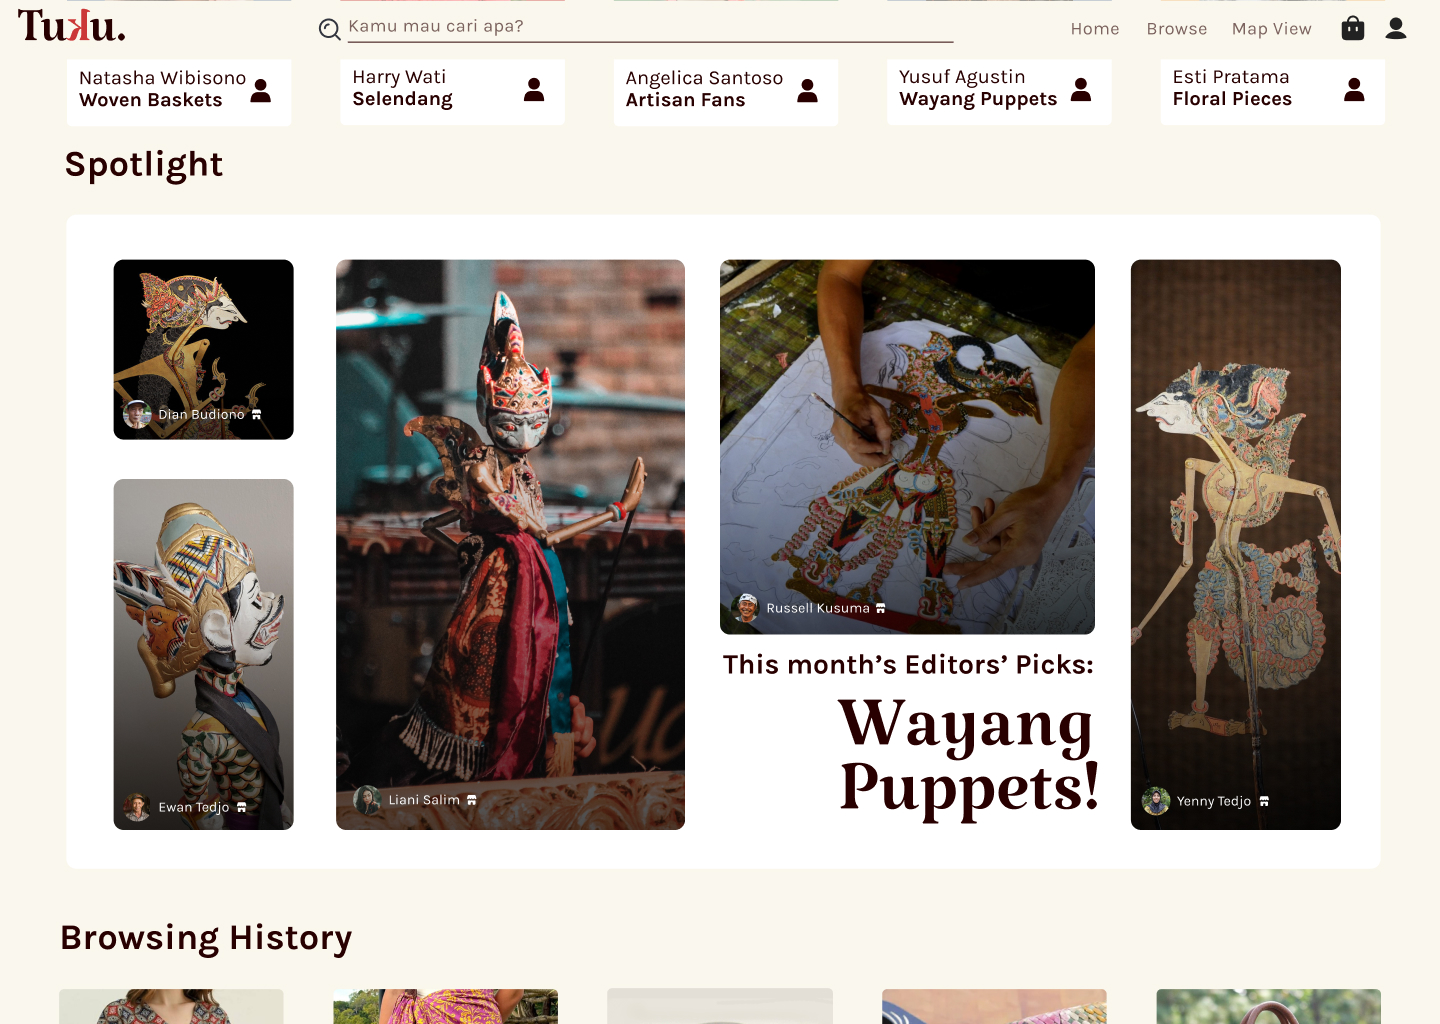 Tuku.
Kamu mau cari apa?
Home
Browse
Map View
Natasha Wibisono
Woven Baskets
Harry Wati
Selendang
Angelica Santoso
Artisan Fans
Yusuf Agustin
Wayang Puppets
Esti Pratama
Floral Pieces
Spotlight
Dian Budiono
Ewan Tedjo
Liani Salim
Russell Kusuma
This month’s Editors’ Picks:
Wayang
Puppets!
Yenny Tedjo
Browsing History